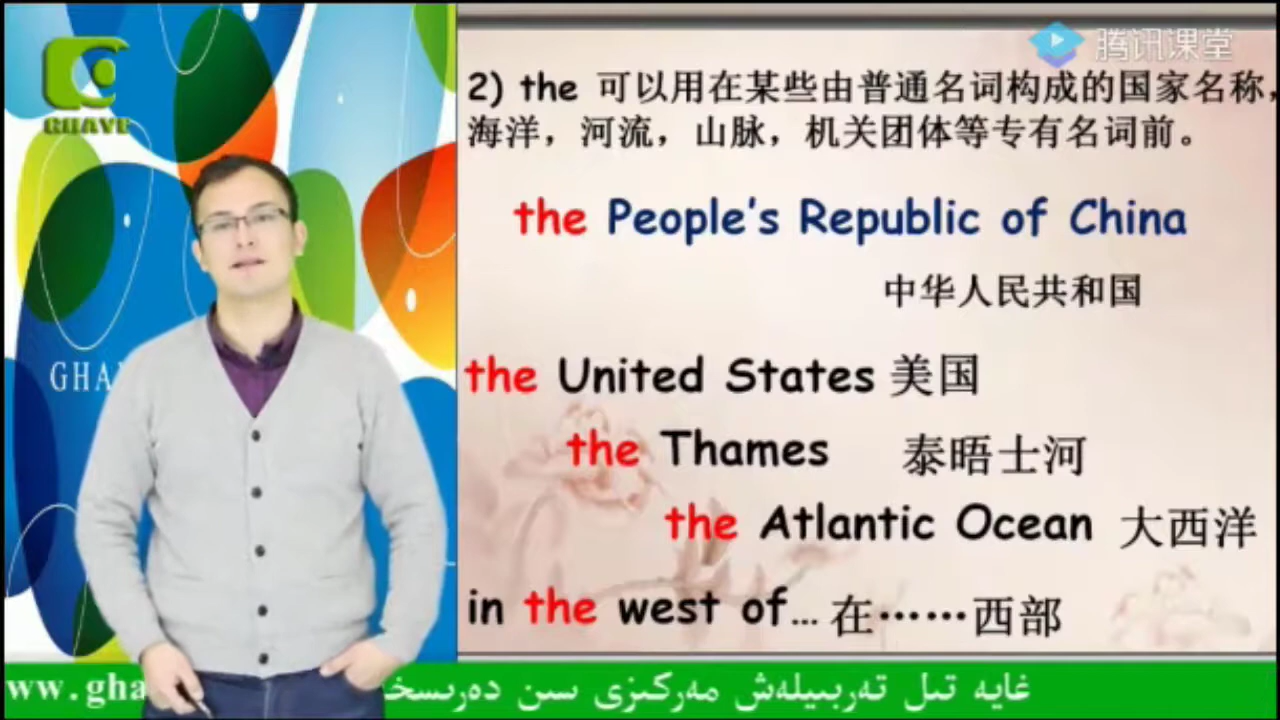 腾讯课堂
GHAYE
2) the 可以用在某些由普通名词构成的国家名称，
海洋，河流，山脉，机关团体等专有名词前。
the People's Republic of China
中华人民共和国
the United States 美国
the Thames 泰晤士河
the Atlantic Ocean 大西洋
in the west of… 在……西部
غايە تىل تەربىيلەش مەركىزى سىن دەرىسخ